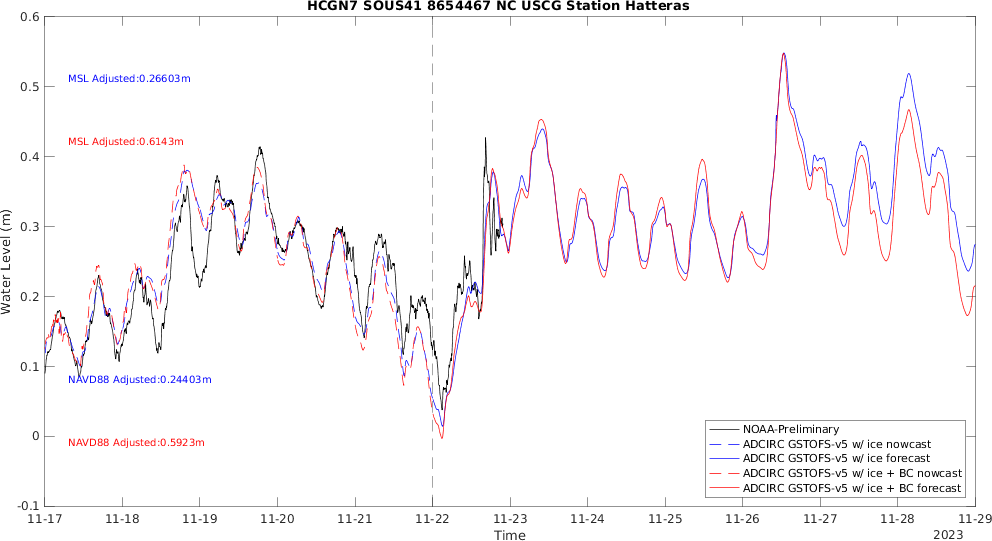 HCGN7 SOUS41 8654467 NC USCG Station Hatteras
0.6
0.5
0.4
0.3
0.2
0.1
0
-0.1
Water Level (m)
MSL Adjusted:0.26603m
MSL Adjusted:0.6143m
NAVD88 Adjusted:0.24403m
NAVD88 Adjusted:0.5923m
NOAA-Preliminary
ADCIRC GSTOFS-v5 w/ ice nowcast
ADCIRC GSTOFS-v5 w/ ice forecast
ADCIRC GSTOFS-v5 w/ ice + BC nowcast
ADCIRC GSTOFS-v5 w/ ice + BC forecast
11-17 11-18 11-19 11-20 11-21 11-22 11-23 11-24 11-25 11-26 11-27 11-28 11-29
Time
2023